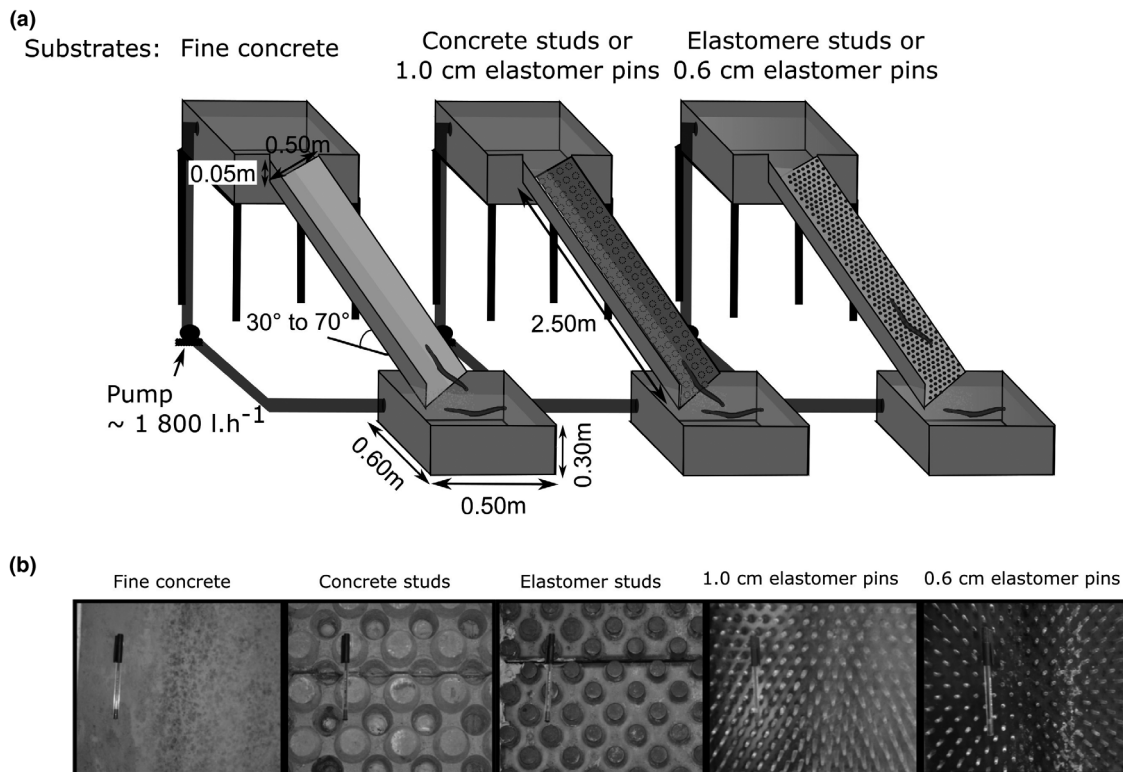 (a)
Substrates: Fine concrete
Concrete studs or
1.0 cm elastomer pins
Elastomere studs or
0.6 cm elastomer pins
0.50m
0.05m
30° to 70°
2.50m
Pump
~ 1 800 l.h-1
0.60m
0.50m
0.30m
(b)
Fine concrete
Concrete studs
Elastomer studs
1.0 cm elastomer pins
0.6 cm elastomer pins